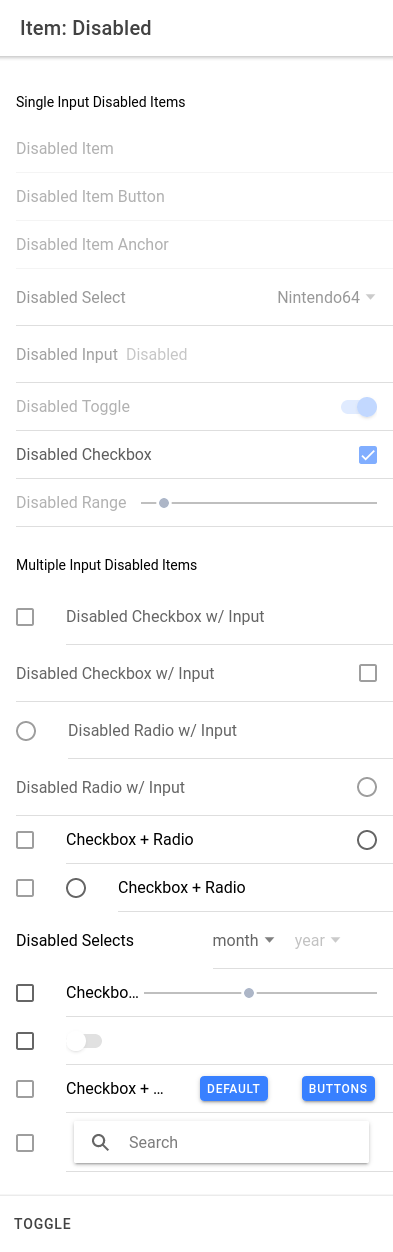 Item: Disabled
Single Input Disabled Items
Disabled Item
Disabled Item Button
Disabled Item Anchor
Disabled Select Nintendo64
Disabled Input Disabled
Disabled Toggle
Disabled Checkbox
Disabled Range
Multiple Input Disabled Items
Disabled Checkbox w/ Input
Disabled Checkbox w/ Input
Disabled Radio w/ Input
Disabled Radio w/ Input
Checkbox + Radio
Checkbox + Radio
Disabled Selects month year
Checkbo...
Checkbox + ... DEFAULT BUTTONS
Search
TOGGLE